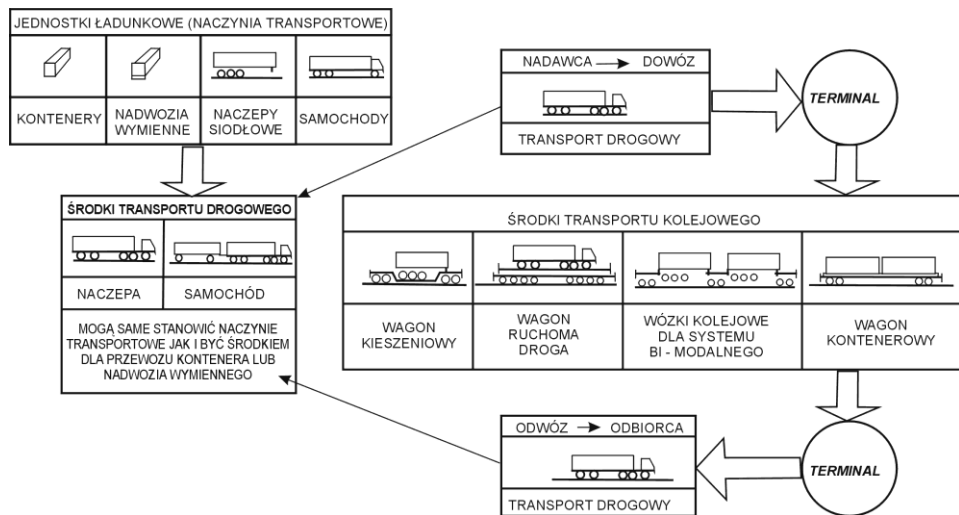 JEDNOSTKI ŁADUNKOWE (NACZYNIA TRANSPORTOWE)
KONTENERY
NADWOZIA
WYMIENNE
NACZEPY
SIODŁOWE
SAMOCHODY
NADAWCA → DOWÓZ
TRANSPORT DROGOWY
TERMINAL
ŚRODKI TRANSPORTU DROGOWEGO
NACZEPA
SAMOCHÓD
MOGĄ SAME STANOWIĆ NACZYNIE
TRANSPORTOWE JAK I BYĆ ŚRODKIEM
DLA PRZEWOZU KONTENERA LUB
NADWOZIA WYMIENNEGO
ŚRODKI TRANSPORTU KOLEJOWEGO
WAGON
KIESZENIOWY
WAGON
RUCHOMA
DROGA
WÓZKI KOLEJOWE
DLA SYSTEMU
BI - MODALNEGO
WAGON
KONTENEROWY
ODWÓZ → ODBIORCA
TRANSPORT DROGOWY
TERMINAL